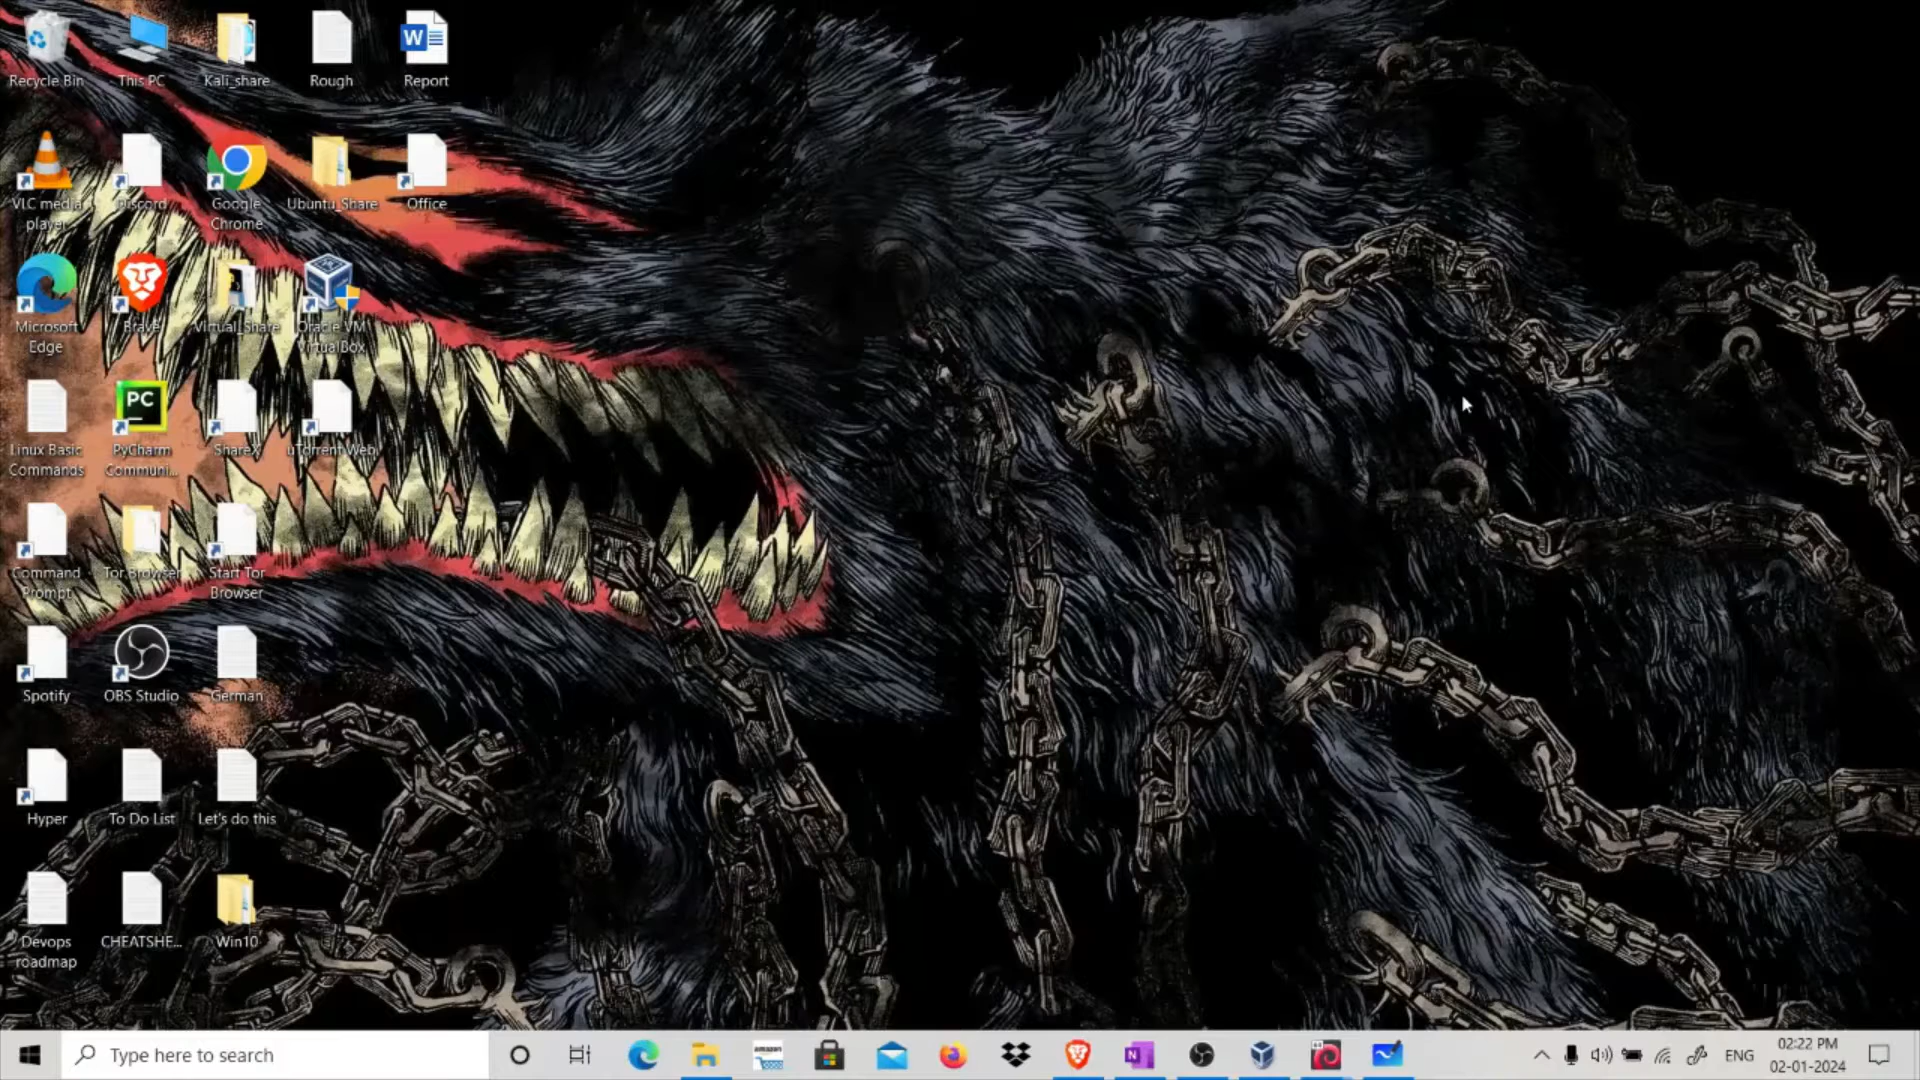 Recycle Bin
This PC
Kali_share
Rough
Report
VLC media
player
Discord
Google
Chrome
Ubuntu_Share
Office
Microsoft
Edge
Brave
Virtual_Share
Oracle VM
VirtualBox
Linux Basic
Commands
PC
PyCharm
Communi...
ShareX
uTorrent Web
Command
Prompt
Tor Browser
Start Tor
Browser
Spotify
OBS Studio
German
Hyper
To Do List
Let's do this
Devops
roadmap
CHEATSHE...
Win10
Type here to search
amazon
ENG
02:22 PM
02-01-2024